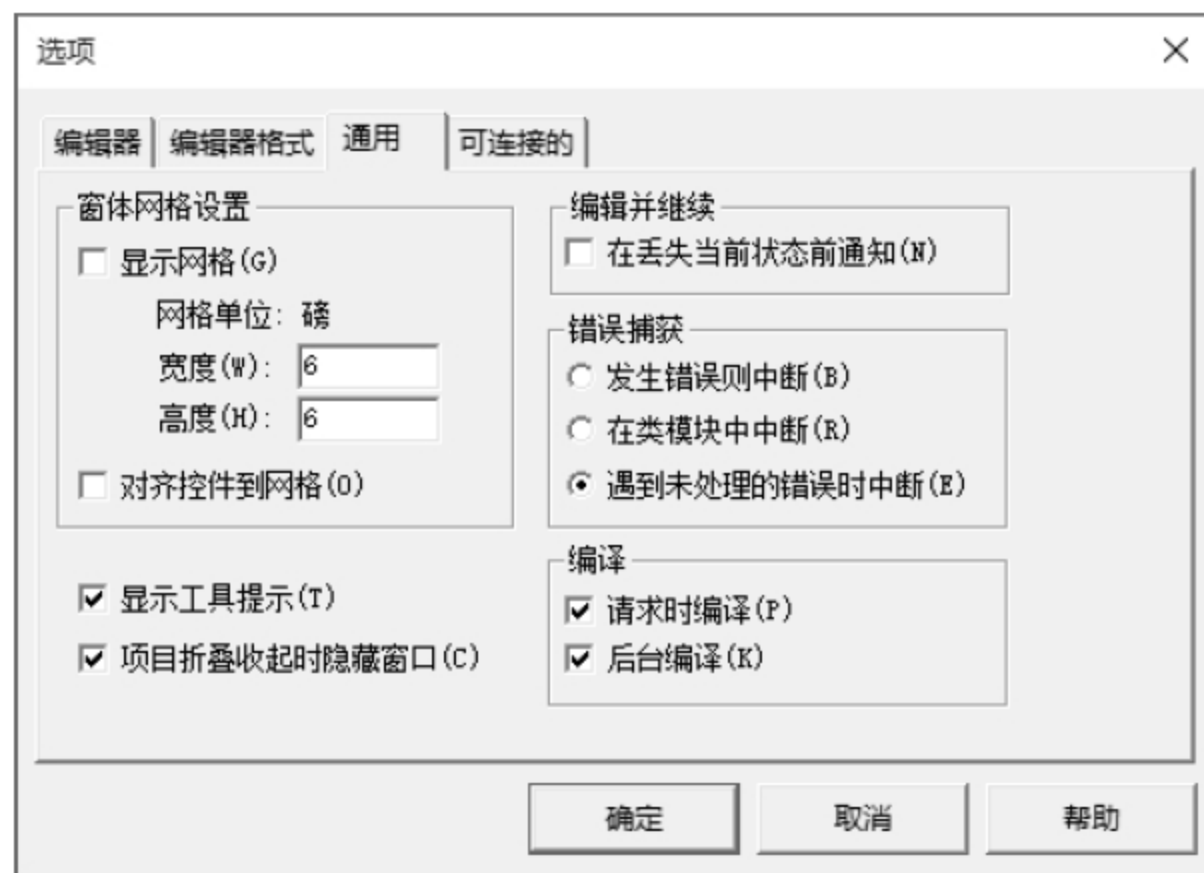 选项
编辑器 编辑器格式 通用 可连接的
窗体网格设置
显示网格(G)
网格单位: 磅
宽度(W): 6
高度(H): 6
对齐控件到网格(O)
显示工具提示(T)
项目折叠收起时隐藏窗口(C)
编辑并继续
在丢失当前状态前通知(N)
错误捕获
发生错误则中断(B)
在类模块中中断(R)
遇到未处理的错误时中断(E)
编译
请求时编译(P)
后台编译(K)
确定 取消 帮助